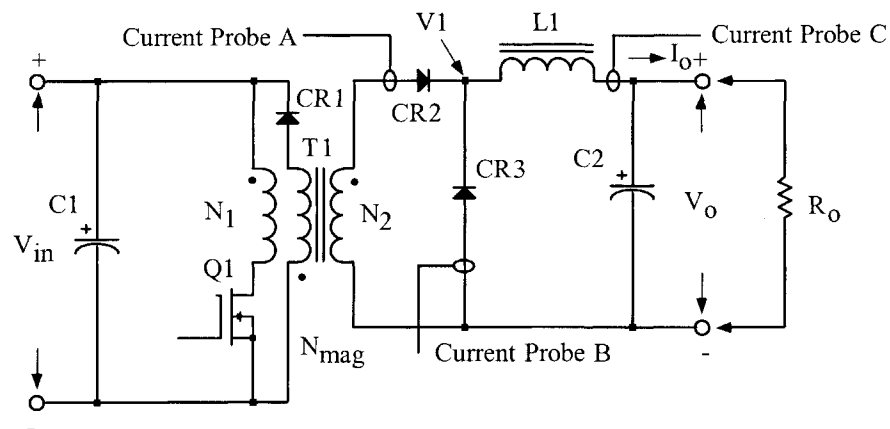 Current Probe A
V1
L1
Current Probe C
Io+
+
CR1
CR2
T1
CR3
C2
+
C1
+
N1
N2
Vo
Ro
Vin
Q1
Nmag
Current Probe B
-
-